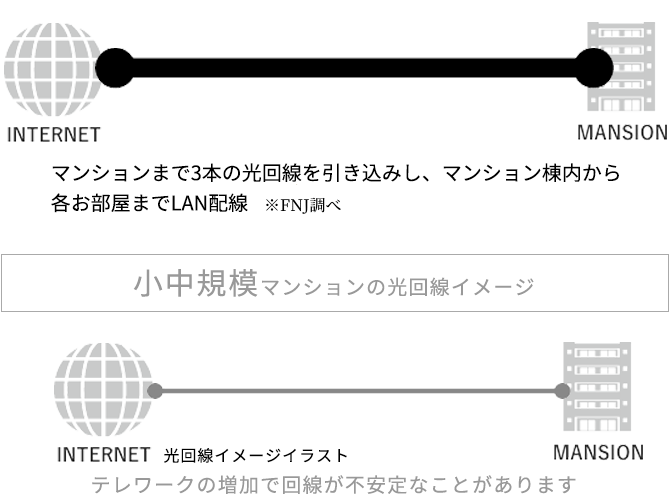 INTERNET
MANSION
マンションまで3本の光回線を引き込みし、マンション棟内から
各お部屋までLAN配線 ※FNJ調べ
小中規模マンションの光回線イメージ
INTERNET 光回線イメージイラスト
MANSION
テレワークの増加で回線が不安定なことがあります